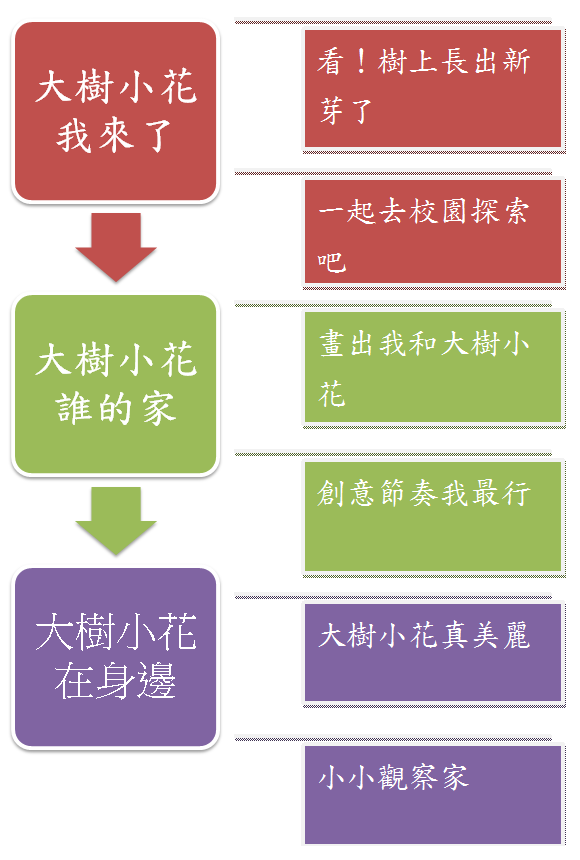 大樹小花
我來了
看！樹上長出新
芽了
一起去校園探索
吧
大樹小花
誰的家
畫出我和大樹小
花
創意節奏我最行
大樹小花
在身邊
大樹小花真美麗
小小觀察家